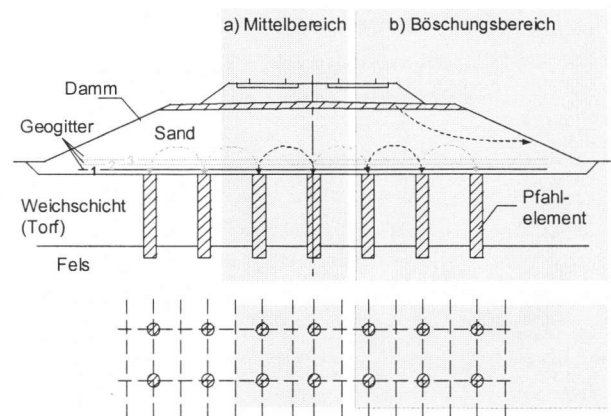 a) Mittelbereich
b) Böschungsbereich
Damm
Geogitter
Sand
3
2
1
Weichschicht
(Torf)
Pfahl-
element
Fels